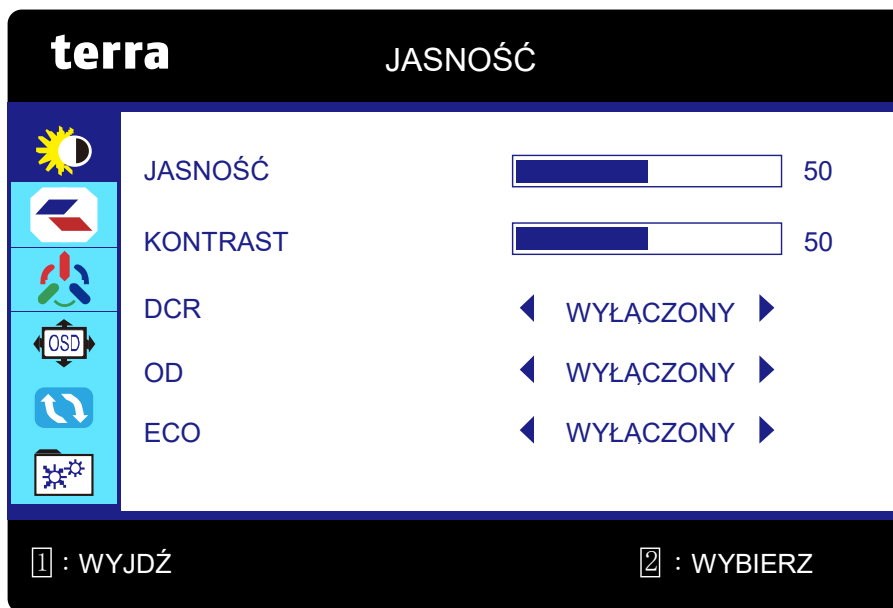 terra JASNOŚĆ
JASNOŚĆ 50
KONTRAST 50
DCR WYŁĄCZONY
OD WYŁĄCZONY
OSD
ECO WYŁĄCZONY
1 : WYJDŹ 2 : WYBIERZ